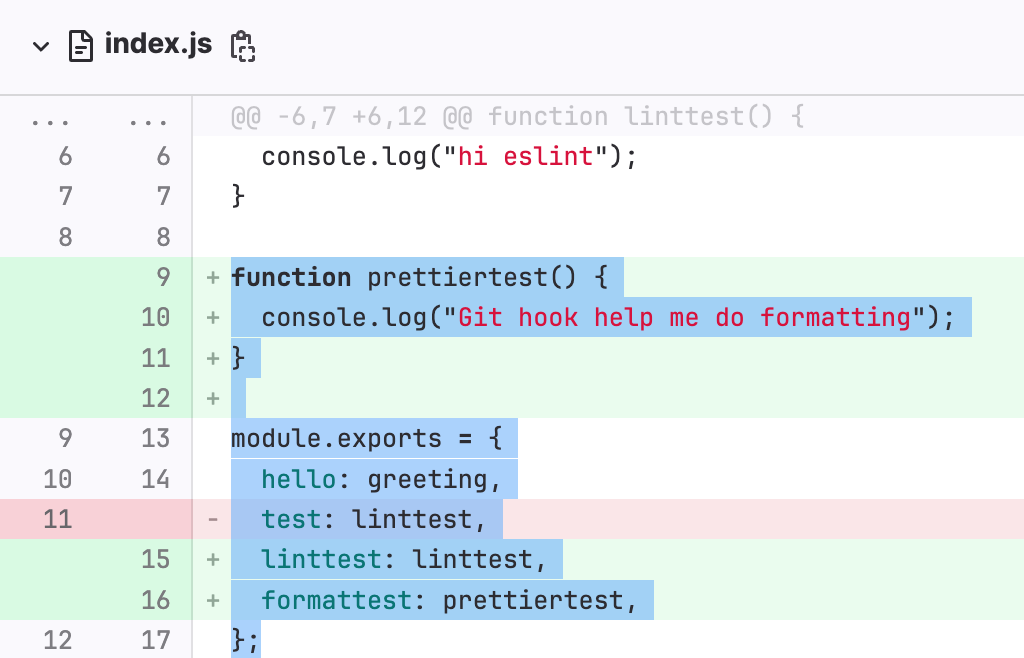 index.js
... ... @@ -6,7 +6,12 @@ function linttest() {
6 6 console.log("hi eslint");
7 7 }
8 8
9 + function prettiertest() {
10 + console.log("Git hook help me do formatting");
11 + }
12 +
9 13 module.exports = {
10 14 hello: greeting,
11 - test: linttest,
15 + linttest: linttest,
16 + formattest: prettiertest,
12 17 };